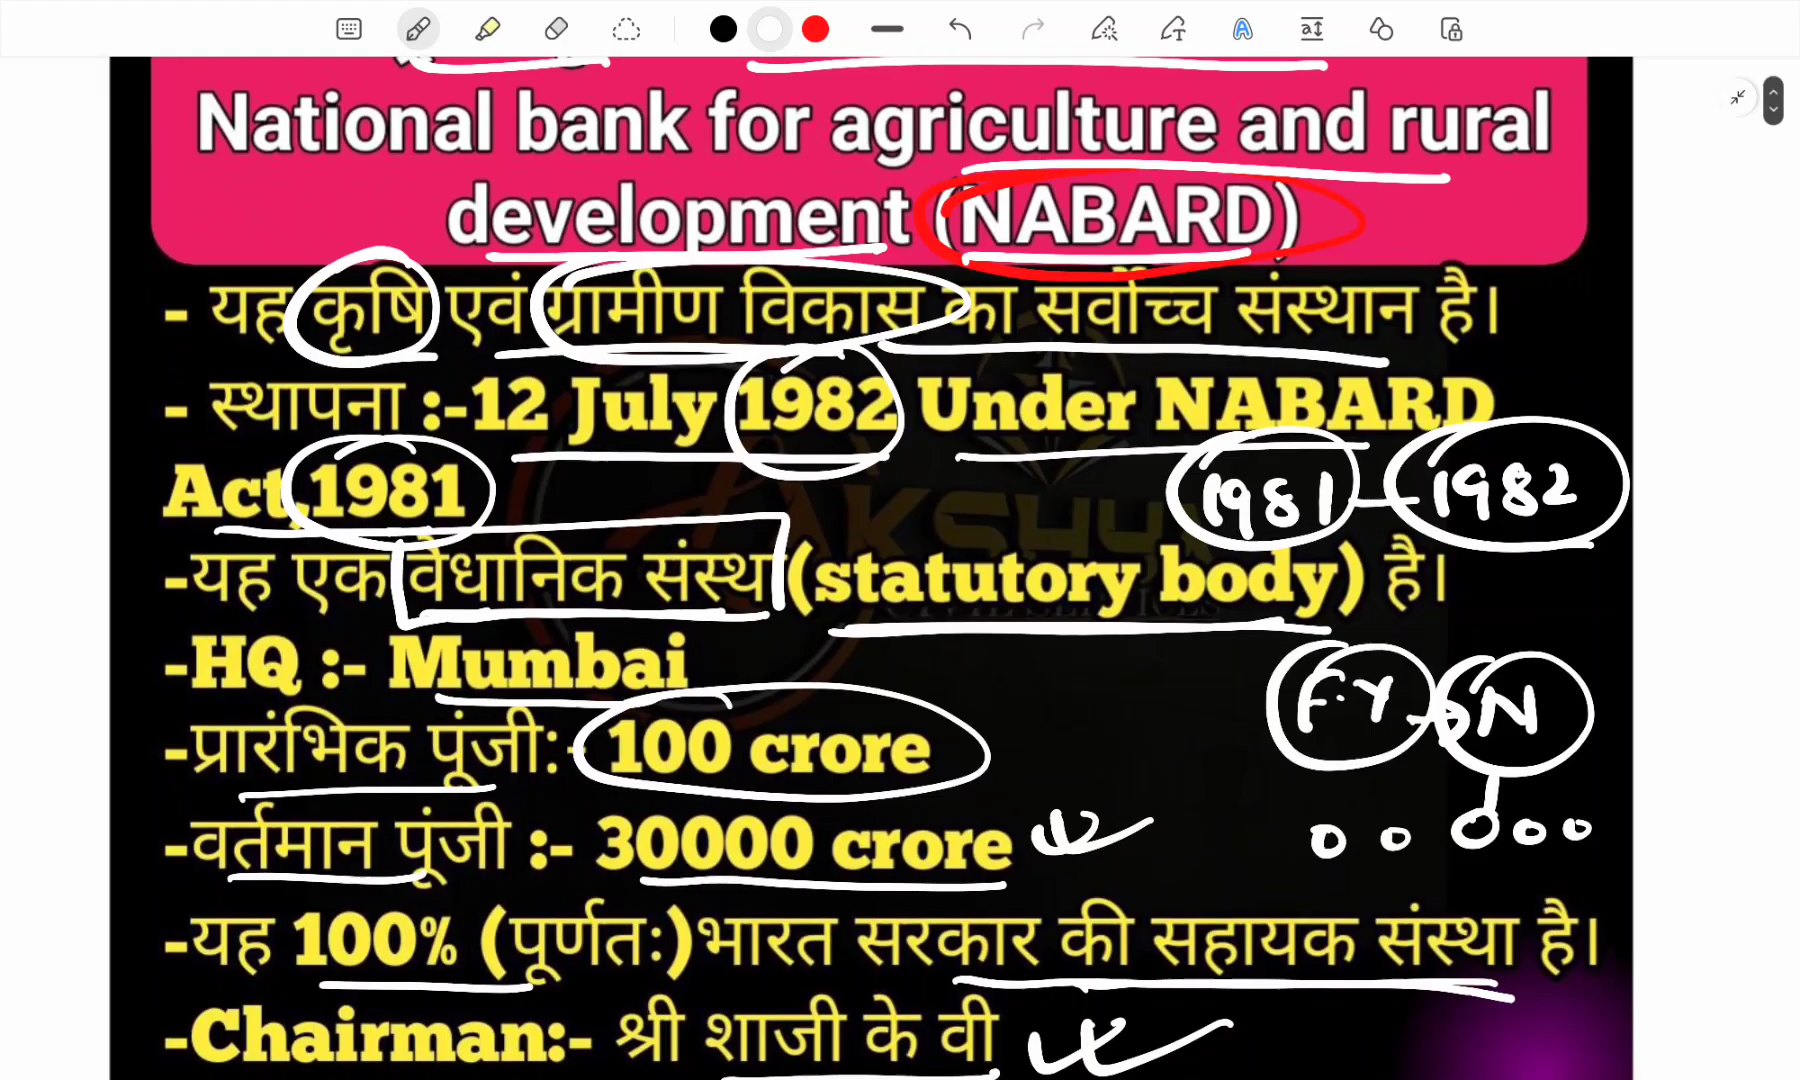 National bank for agriculture and rural
development (NABARD)
- यह कृषि एवं ग्रामीण विकास का सर्वोच्च संस्थान है।
- स्थापना :-12 July 1982 Under NABARD
Act,1981
1981 - 1982
-यह एक वैधानिक संस्था (statutory body) है।
-HQ :- Mumbai
F.Y N
-प्रारंभिक पूंजी:- 100 crore
-वर्तमान पूंजी :- 30000 crore
-यह 100% (पूर्णतः)भारत सरकार की सहायक संस्था है।
-Chairman:- श्री शाजी के वी